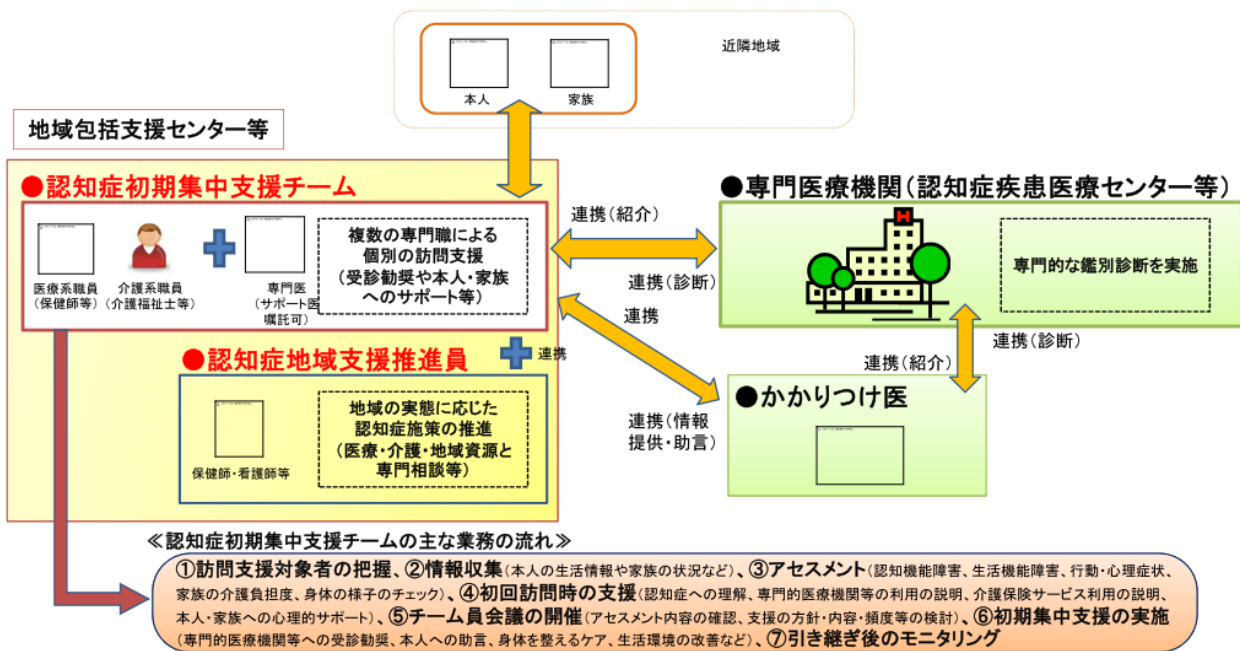 近隣地域
本人
家族
地域包括支援センター等
●認知症初期集中支援チーム
医療系職員
(保健師等)
介護系職員
(介護福祉士等)
専門医
(サポート医
嘱託可)
複数の専門職による
個別の訪問支援
(受診勧奨や本人・家族
へのサポート等)
●認知症地域支援推進員
連携
保健師・看護師等
地域の実態に応じた
認知症施策の推進
(医療・介護・地域資源と
専門相談等)
連携(紹介)
連携(診断)
連携
連携(情報
提供・助言)
●専門医療機関(認知症疾患医療センター等)
H
専門的な鑑別診断を実施
連携(紹介)
連携(診断)
●かかりつけ医
≪認知症初期集中支援チームの主な業務の流れ≫
①訪問支援対象者の把握、②情報収集(本人の生活情報や家族の状況など)、③アセスメント(認知機能障害、生活機能障害、行動・心理症状、
家族の介護負担度、身体の様子のチェック)、④初回訪問時の支援(認知症への理解、専門的医療機関等の利用の説明、介護保険サービス利用の説明、
本人・家族への心理的サポート)、⑤チーム員会議の開催(アセスメント内容の確認、支援の方針・内容・頻度等の検討)、⑥初期集中支援の実施
(専門的医療機関等への受診勧奨、本人への助言、身体を整えるケア、生活環境の改善など)、⑦引き継ぎ後のモニタリング